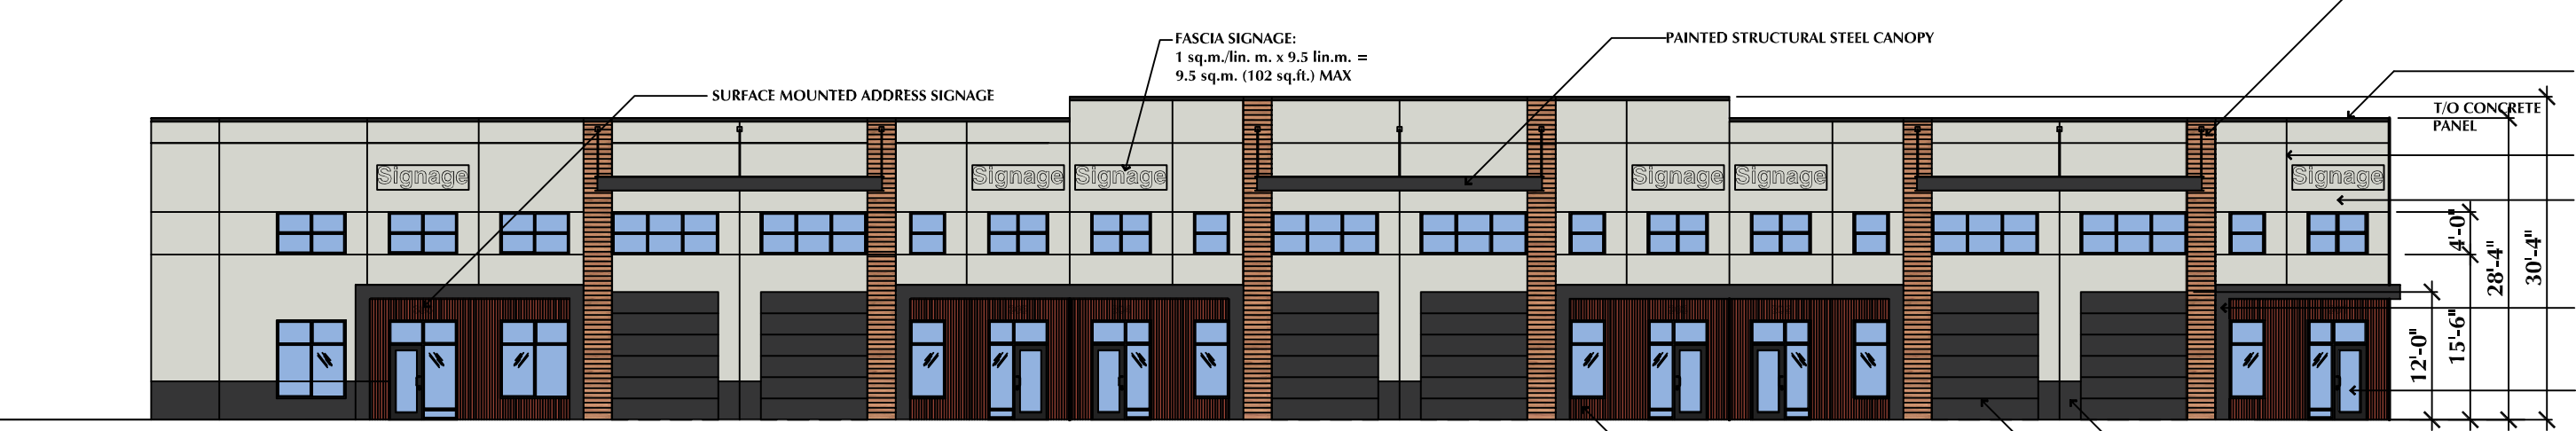 FASCIA SIGNAGE:
1 sq.m./lin. m. x 9.5 lin.m. =
9.5 sq.m. (102 sq.ft.) MAX
PAINTED STRUCTURAL STEEL CANOPY
SURFACE MOUNTED ADDRESS SIGNAGE
T/O CONCRETE
PANEL
Signage
Signage
Signage
Signage
Signage
Signage
4'-0"
28'-4"
30'-4"
12'-0"
15'-6"